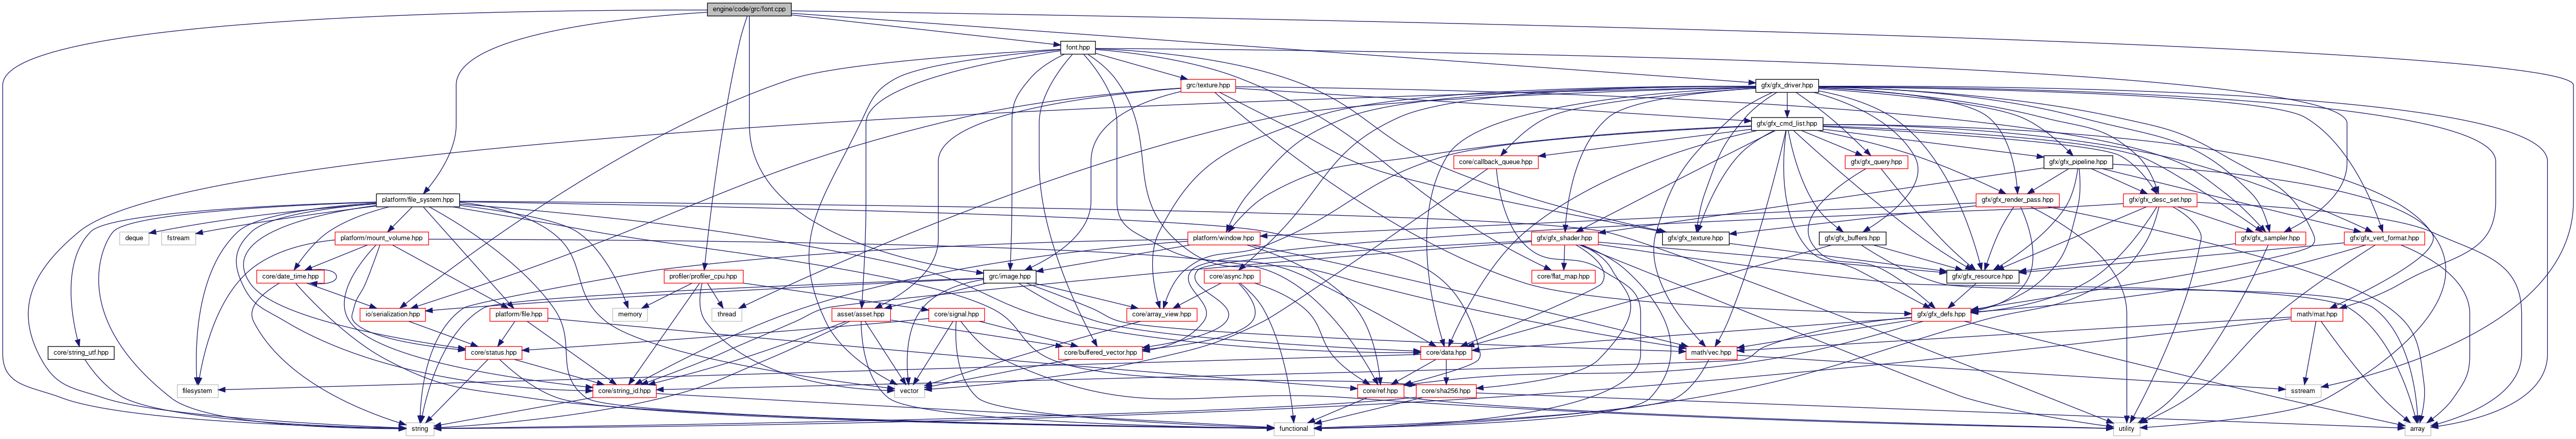 engine/code/grc/font.cpp
font.hpp
grc/texture.hpp
gfx/gfx_driver.hpp
gfx/gfx_cmd_list.hpp
core/callback_queue.hpp
gfx/gfx_query.hpp
gfx/gfx_pipeline.hpp
platform/file_system.hpp
gfx/gfx_render_pass.hpp
gfx/gfx_desc_set.hpp
deque
fstream
platform/mount_volume.hpp
platform/window.hpp
gfx/gfx_shader.hpp
gfx/gfx_texture.hpp
gfx/gfx_buffers.hpp
gfx/gfx_sampler.hpp
gfx/gfx_vert_format.hpp
core/date_time.hpp
profiler/profiler_cpu.hpp
grc/image.hpp
core/async.hpp
core/flat_map.hpp
gfx/gfx_resource.hpp
io/serialization.hpp
platform/file.hpp
memory
thread
asset/asset.hpp
core/signal.hpp
core/array_view.hpp
gfx/gfx_defs.hpp
math/mat.hpp
core/string_utf.hpp
core/status.hpp
core/buffered_vector.hpp
core/data.hpp
math/vec.hpp
filesystem
core/string_id.hpp
vector
core/ref.hpp
core/sha256.hpp
sstream
string
functional
utility
array